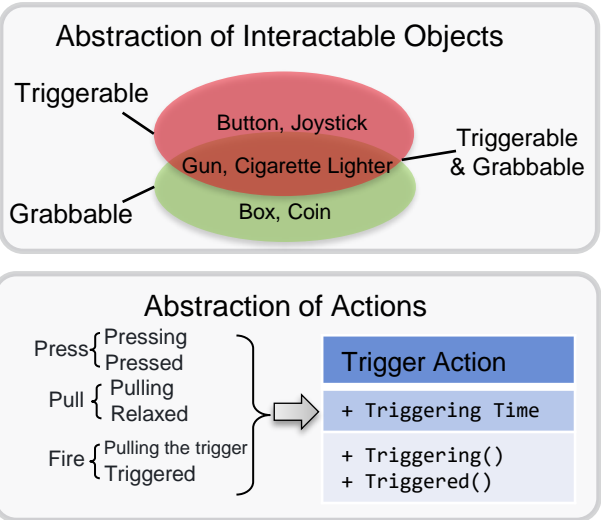 Abstraction of Interactable Objects
Triggerable
Button, Joystick
Gun, Cigarette Lighter
Triggerable
& Grabbable
Grabbable
Box, Coin
Abstraction of Actions
Press
Pressing
Pressed
Pull
Pulling
Relaxed
Fire
Pulling the trigger
Triggered
Trigger Action
+ Triggering Time
+ Triggering()
+ Triggered()